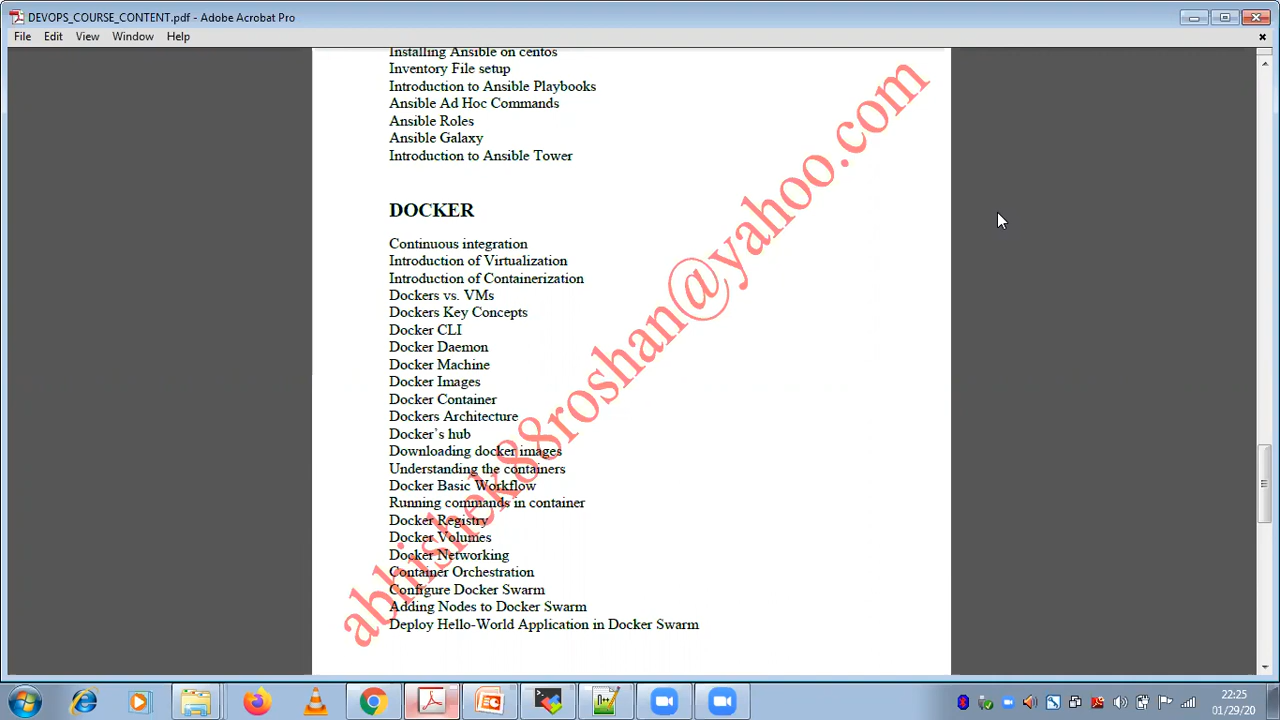 DEVOPS_COURSE_CONTENT.pdf - Adobe Acrobat Pro
File Edit View Window Help
Installing Ansible on centos
Inventory File setup
Introduction to Ansible Playbooks
Ansible Ad Hoc Commands
Ansible Roles
Ansible Galaxy
Introduction to Ansible Tower
DOCKER
Continuous integration
Introduction of Virtualization
Introduction of Containerization
Dockers vs. VMs
Dockers Key Concepts
Docker CLI
Docker Daemon
Docker Machine
Docker Images
Docker Container
Dockers Architecture
Docker's hub
Downloading docker images
Understanding the containers
Docker Basic Workflow
Running commands in container
Docker Registry
Docker Volumes
Docker Networking
Container Orchestration
Configure Docker Swarm
Adding Nodes to Docker Swarm
Deploy Hello-World Application in Docker Swarm
abhishek88roshan@yahoo.com
22:25
01/29/20